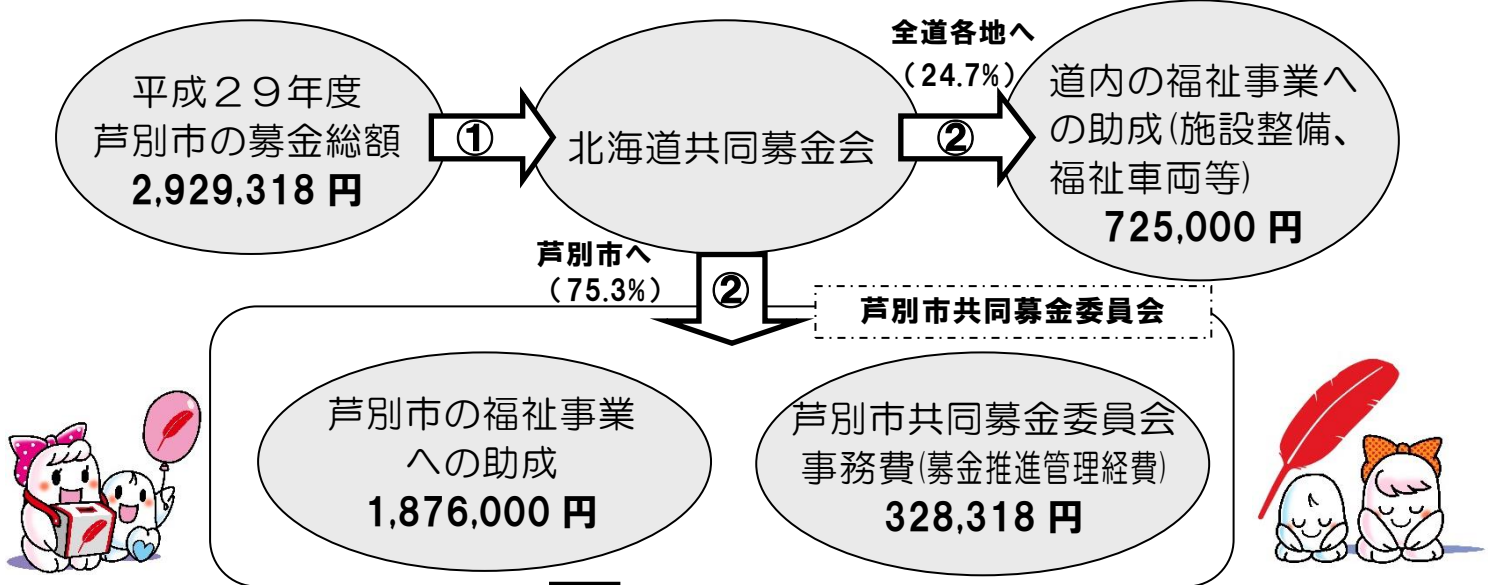 平成２９年度
芦別市の募金総額
2,929,318 円
①
北海道共同募金会
全道各地へ
（24.7%）
②
道内の福祉事業へ
の助成(施設整備、
福祉車両等)
725,000 円
芦別市へ
（75.3%）
②
芦別市共同募金委員会
芦別市の福祉事業
への助成
1,876,000 円
芦別市共同募金委員会
事務費(募金推進管理経費)
328,318 円